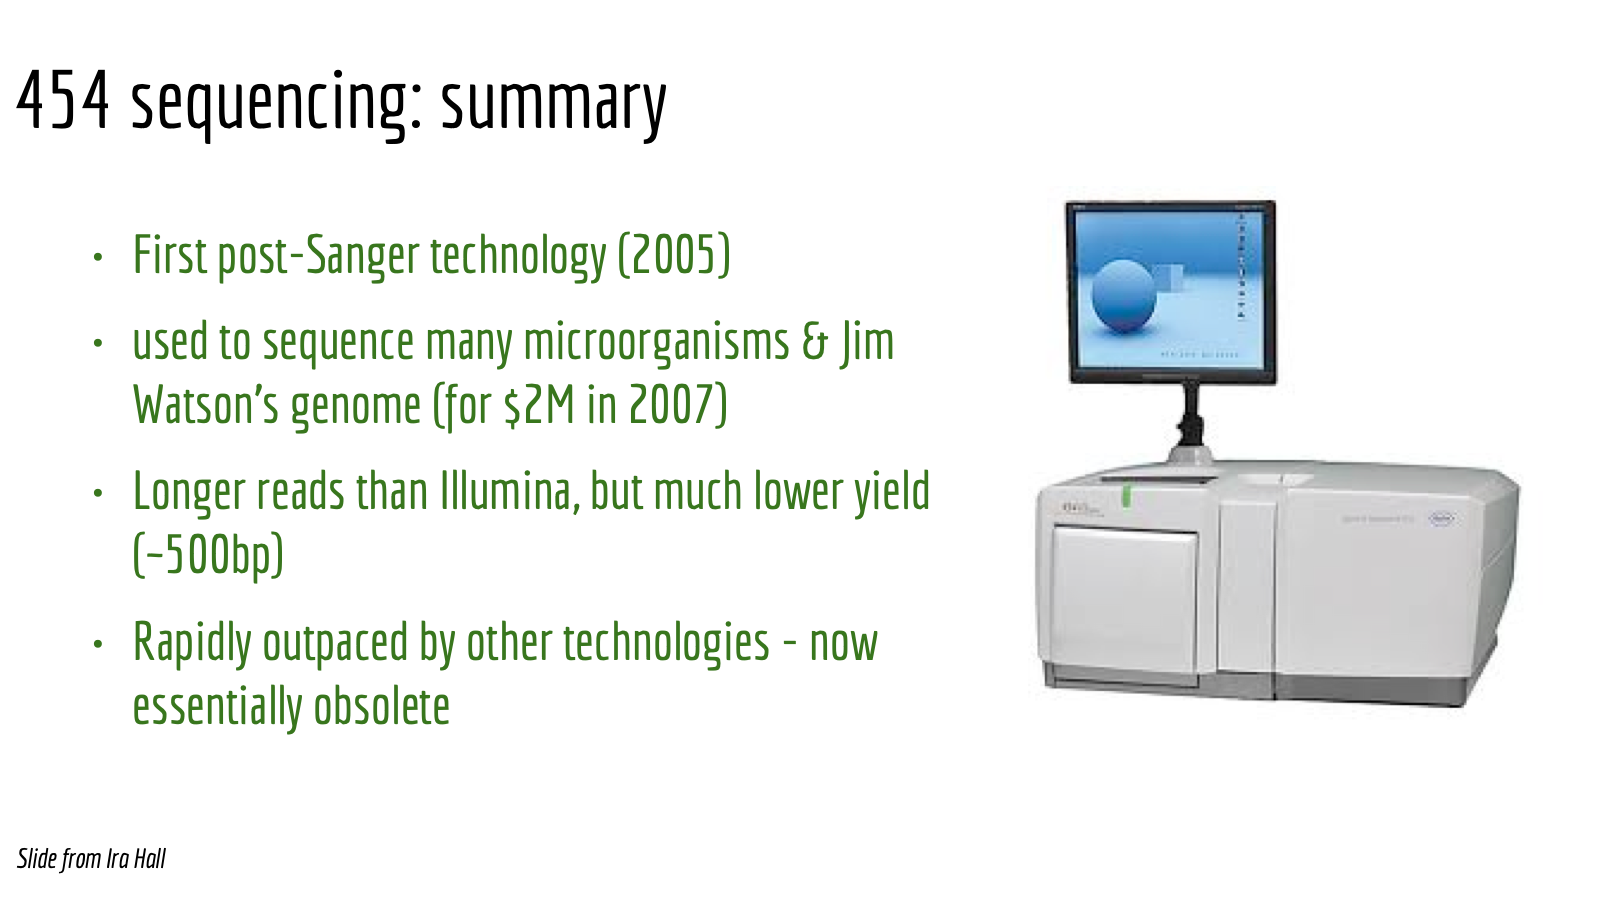 454 sequencing: summary
• First post-Sanger technology (2005)
• used to sequence many microorganisms & Jim
Watson’s genome (for $2M in 2007)
• Longer reads than Illumina, but much lower yield
(~500bp)
• Rapidly outpaced by other technologies - now
essentially obsolete
Slide from Ira Hall